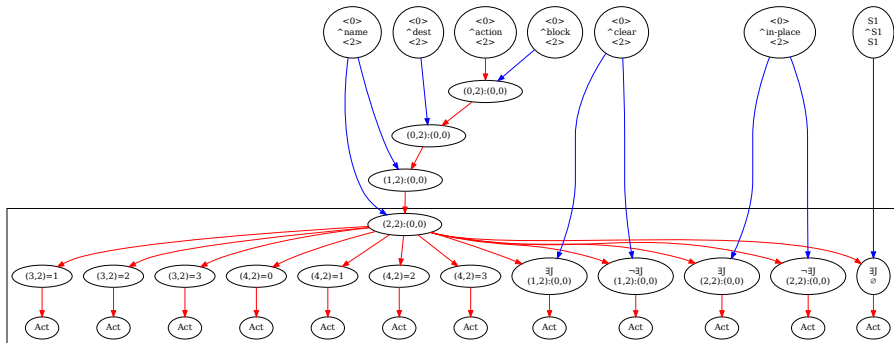 <0>
^name
<2>
<0>
^dest
<2>
<0>
^action
<2>
<0>
^block
<2>
<0>
^clear
<2>
<0>
^in-place
<2>
S1
^S1
S1
(0,2):(0,0)
(0,2):(0,0)
(1,2):(0,0)
(2,2):(0,0)
(3,2)=1
(3,2)=2
(3,2)=3
(4,2)=0
(4,2)=1
(4,2)=2
(4,2)=3
∃J
(1,2):(0,0)
¬∃J
(1,2):(0,0)
∃J
(2,2):(0,0)
¬∃J
(2,2):(0,0)
∃J
∅
Act
Act
Act
Act
Act
Act
Act
Act
Act
Act
Act
Act